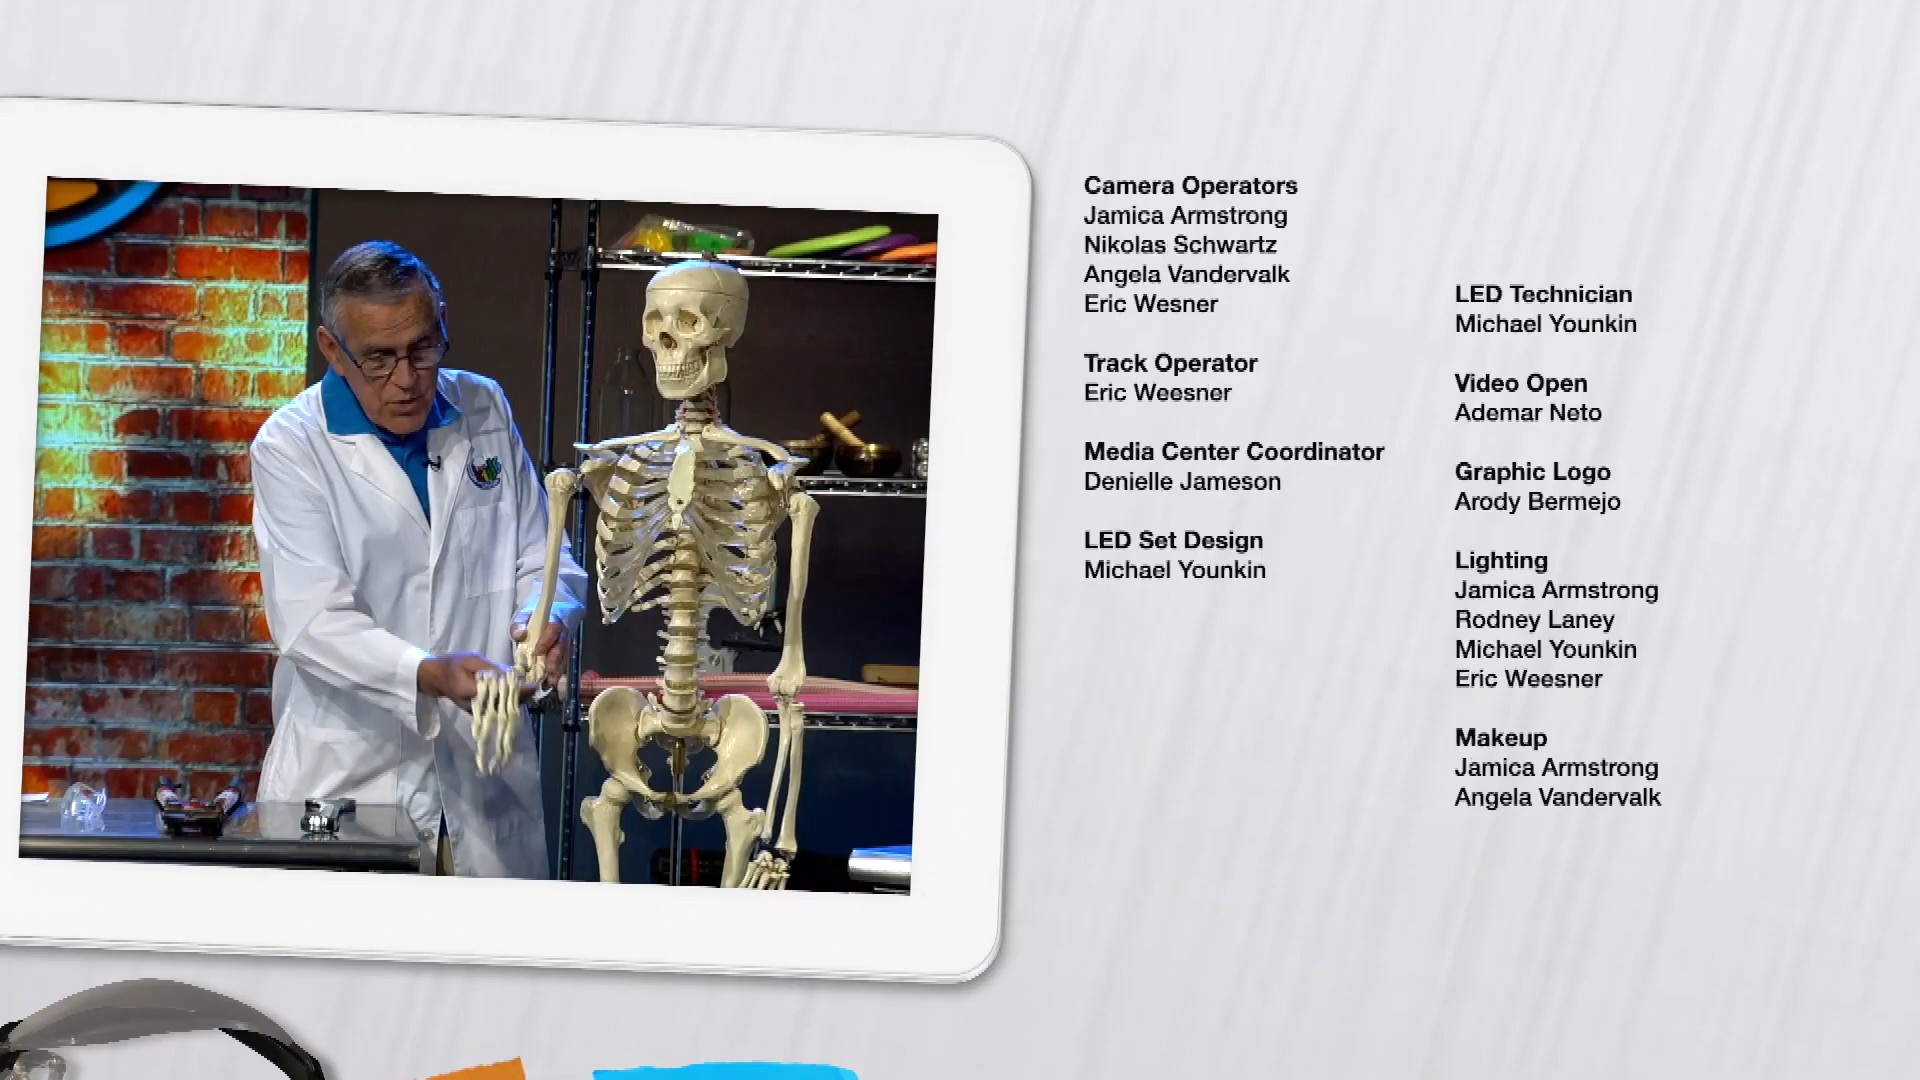 Camera Operators
Jamica Armstrong
Nikolas Schwartz
Angela Vandervalk
Eric Wesner
Track Operator
Eric Weesner
Media Center Coordinator
Denielle Jameson
LED Set Design
Michael Younkin
LED Technician
Michael Younkin
Video Open
Ademar Neto
Graphic Logo
Arody Bermejo
Lighting
Jamica Armstrong
Rodney Laney
Michael Younkin
Eric Weesner
Makeup
Jamica Armstrong
Angela Vandervalk